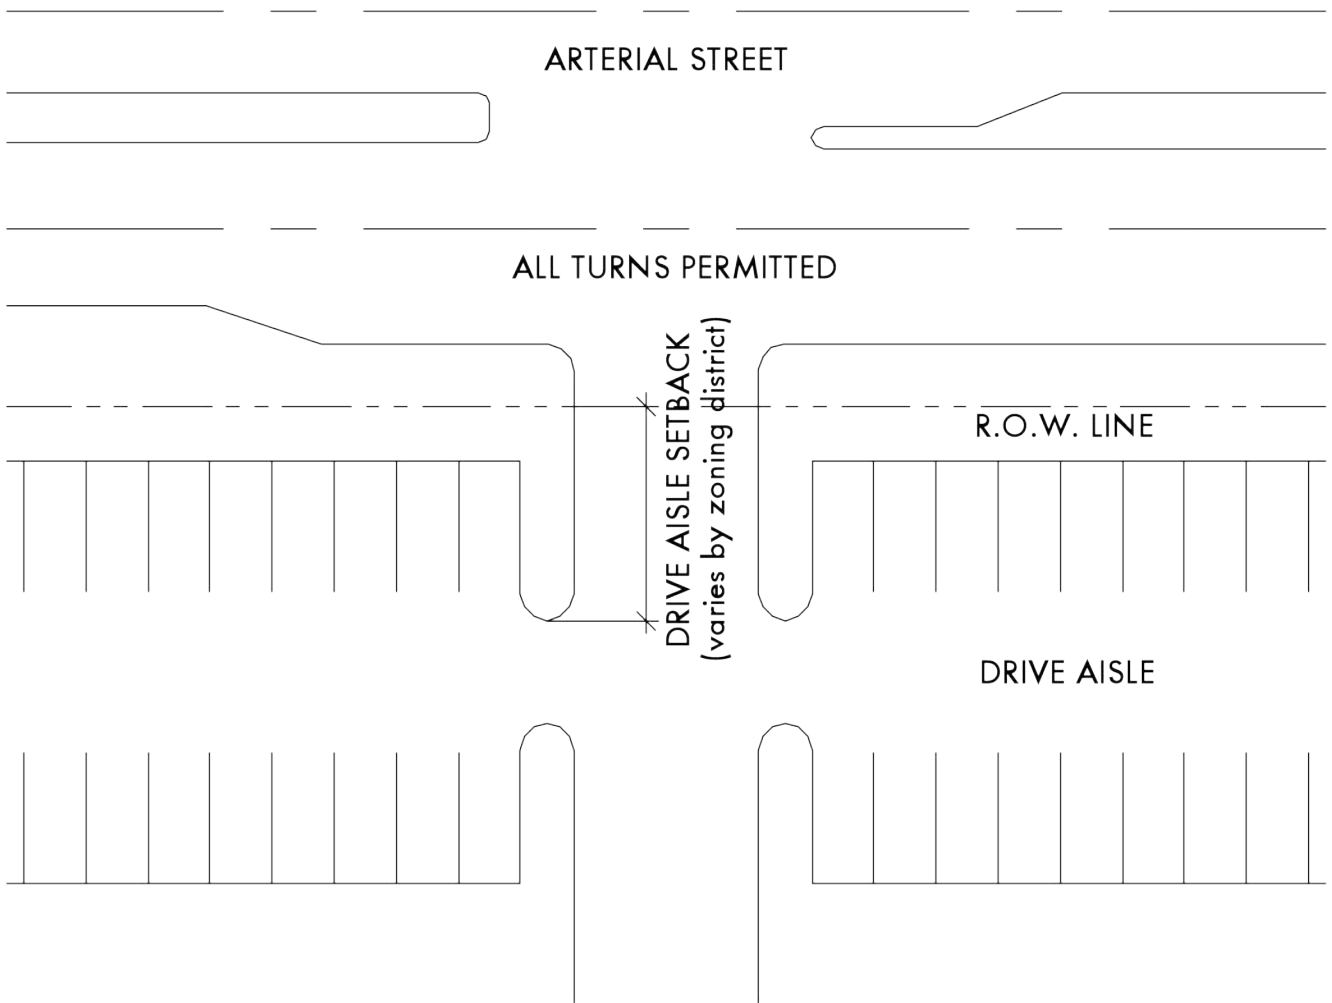 ARTERIAL STREET
ALL TURNS PERMITTED
DRIVE AISLE SETBACK
(varies by zoning district)
R.O.W. LINE
DRIVE AISLE